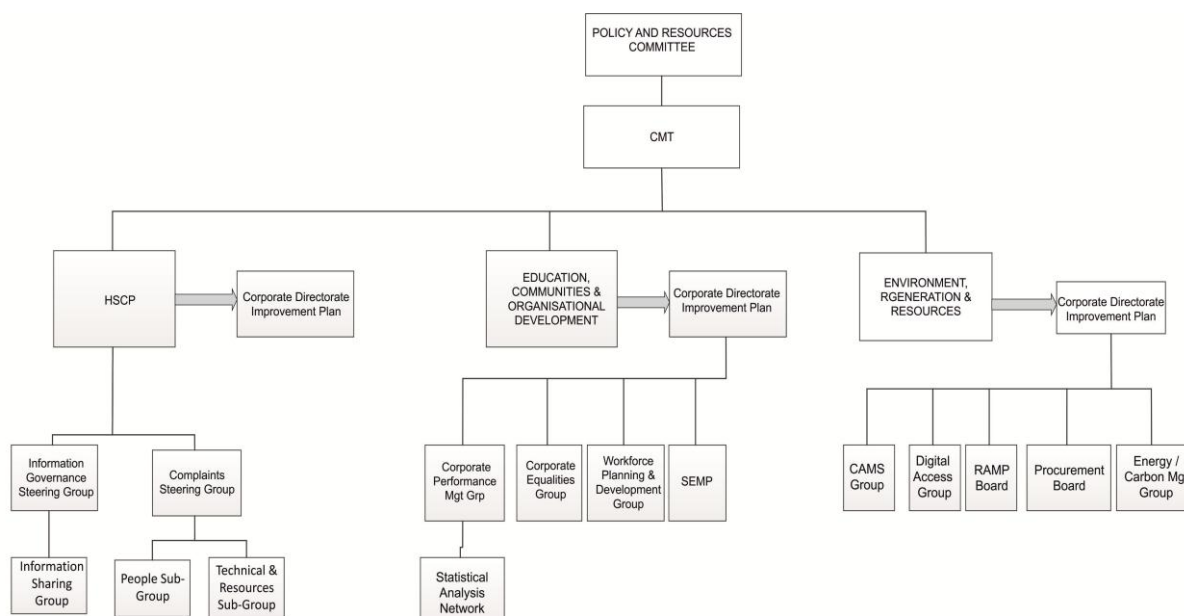 POLICY AND RESOURCES
COMMITTEE
CMT
HSCP
Corporate Directorate
Improvement Plan
EDUCATION,
COMMUNITIES &
ORGANISATIONAL
DEVELOPMENT
Corporate Directorate
Improvement Plan
ENVIRONMENT,
RGENERATION &
RESOURCES
Corporate Directorate
Improvement Plan
Information
Governance
Steering Group
Complaints
Steering Group
Corporate
Performance
Mgt Grp
Corporate
Equalities
Group
Workforce
Planning &
Development
Group
SEMP
CAMS
Group
Digital
Access
Group
RAMP
Board
Procurement
Board
Energy /
Carbon Mgt
Group
Information
Sharing
Group
People Sub-
Group
Technical &
Resources
Sub-Group
Statistical
Analysis
Network